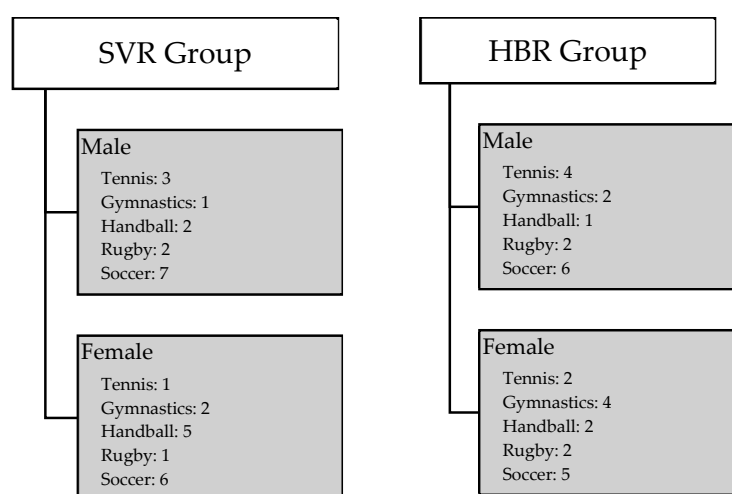 SVR Group
Male
Tennis: 3
Gymnastics: 1
Handball: 2
Rugby: 2
Soccer: 7
Female
Tennis: 1
Gymnastics: 2
Handball: 5
Rugby: 1
Soccer: 6
HBR Group
Male
Tennis: 4
Gymnastics: 2
Handball: 1
Rugby: 2
Soccer: 6
Female
Tennis: 2
Gymnastics: 4
Handball: 2
Rugby: 2
Soccer: 5